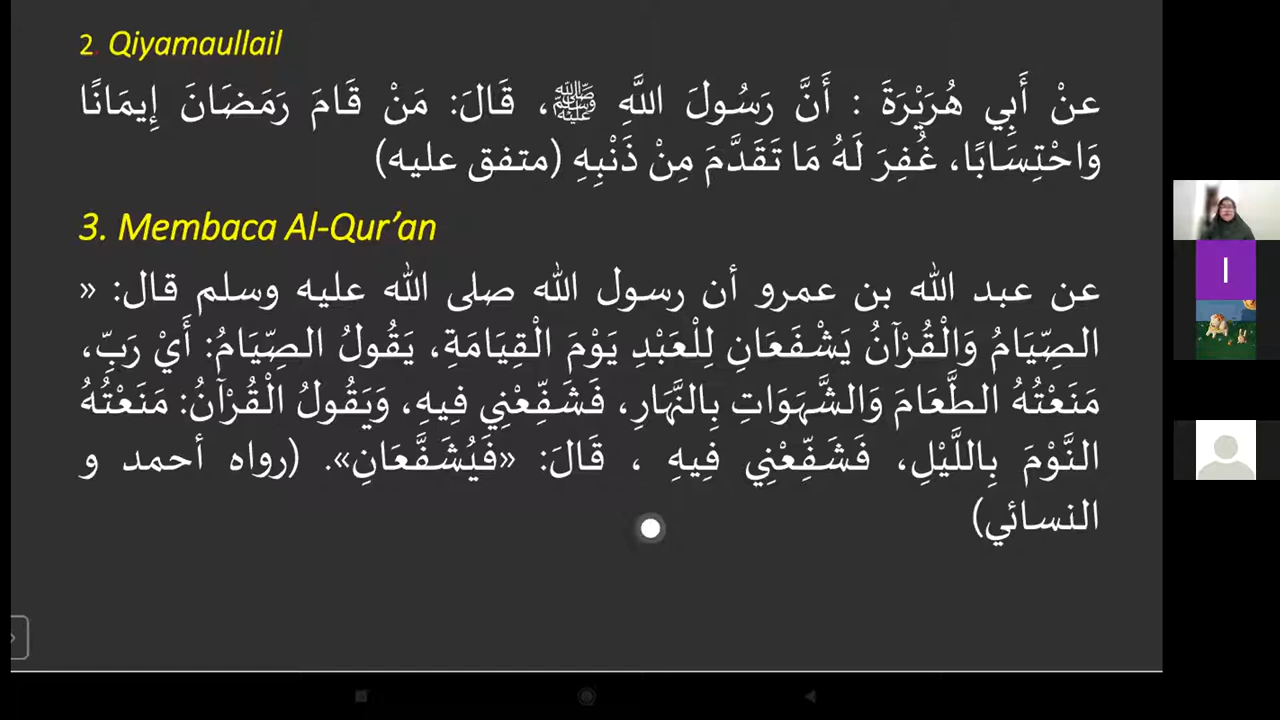 2. Qiyamaullail
عنْ أَبِي هُرَيْرَةَ : أَنَّ رَسُولَ اللَّهِ ﷺ، قَالَ: مَنْ قَامَ رَمَضَانَ إِيمَانًا
وَاحْتِسَابًا، غُفِرَ لَهُ مَا تَقَدَّمَ مِنْ ذَنْبِهِ (متفق عليه)
3. Membaca Al-Qur’an
عن عبد الله بن عمرو أن رسول الله صلى الله عليه وسلم قال: «
الصِّيَامُ وَالْقُرْآنُ يَشْفَعَانِ لِلْعَبْدِ يَوْمَ الْقِيَامَةِ، يَقُولُ الصِّيَامُ: أَيْ رَبِّ،
مَنَعْتُهُ الطَّعَامَ وَالشَّهَوَاتِ بِالنَّهَارِ، فَشَفِّعْنِي فِيهِ، وَيَقُولُ الْقُرْآنُ: مَنَعْتُهُ
النَّوْمَ بِاللَّيْلِ، فَشَفِّعْنِي فِيهِ ، قَالَ: «فَيُشَفَّعَانِ». (رواه أحمد و
النسائي)
I